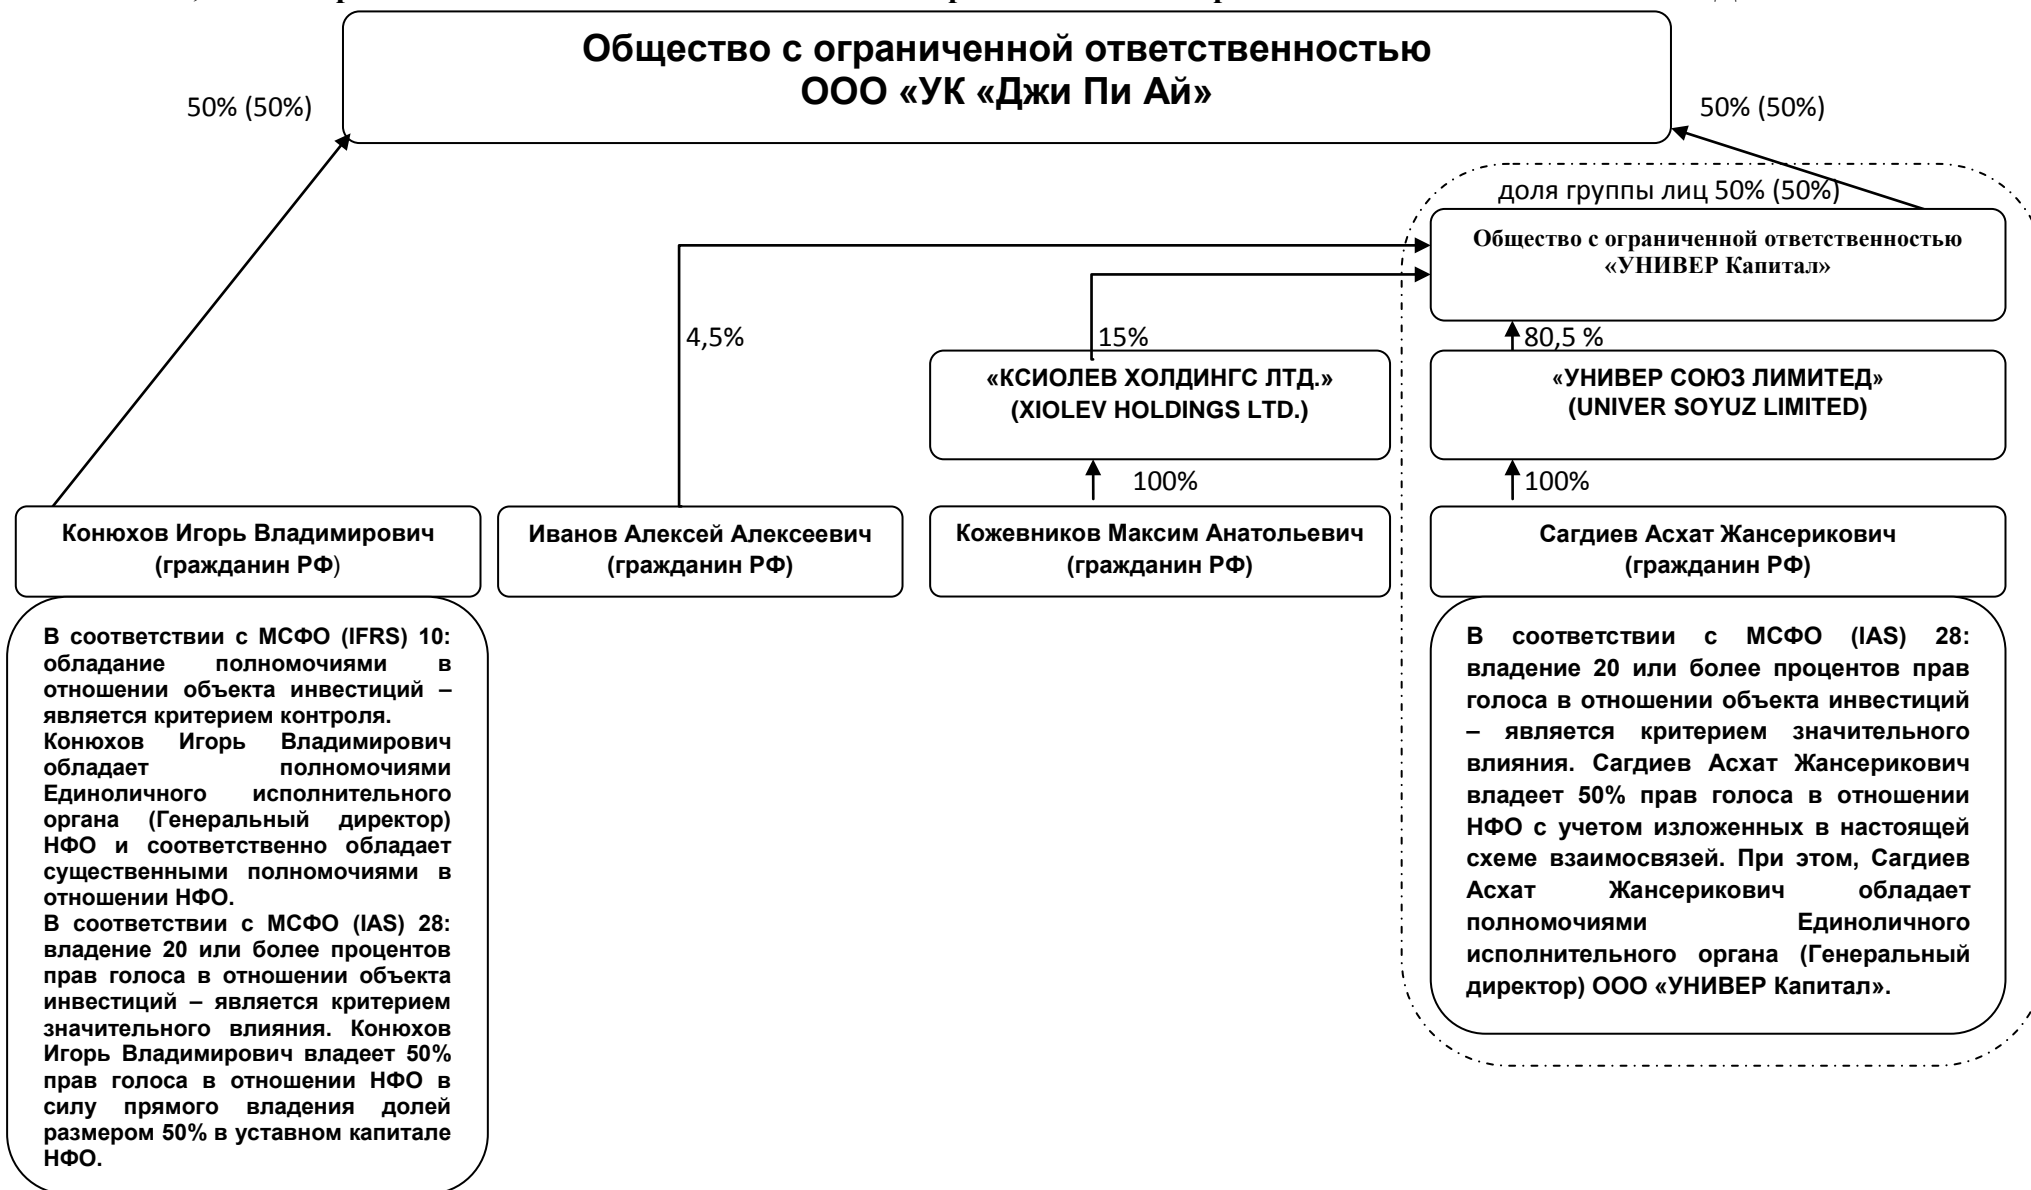 Общество с ограниченной ответственностью
ООО «УК «Джи Пи Ай»
50% (50%)
50% (50%)
доля группы лиц 50% (50%)
Общество с ограниченной ответственностью
«УНИВЕР Капитал»
4,5%
15%
80,5 %
«КСИОЛЕВ ХОЛДИНГС ЛТД.»
(XIOLEV HOLDINGS LTD.)
«УНИВЕР СОЮЗ ЛИМИТЕД»
(UNIVER SOYUZ LIMITED)
100%
100%
Конюхов Игорь Владимирович
(гражданин РФ)
Иванов Алексей Алексеевич
(гражданин РФ)
Кожевников Максим Анатольевич
(гражданин РФ)
Сагдиев Асхат Жансерикович
(гражданин РФ)
В соответствии с МСФО (IFRS) 10:
обладание полномочиями в
отношении объекта инвестиций –
является критерием контроля.
Конюхов Игорь Владимирович
обладает полномочиями
Единоличного исполнительного
органа (Генеральный директор)
НФО и соответственно обладает
существенными полномочиями в
отношении НФО.
В соответствии с МСФО (IAS) 28:
владение 20 или более процентов
прав голоса в отношении объекта
инвестиций – является критерием
значительного влияния. Конюхов
Игорь Владимирович владеет 50%
прав голоса в отношении НФО в
силу прямого владения долей
размером 50% в уставном капитале
НФО.
В соответствии с МСФО (IAS) 28:
владение 20 или более процентов прав
голоса в отношении объекта инвестиций
– является критерием значительного
влияния. Сагдиев Асхат Жансерикович
владеет 50% прав голоса в отношении
НФО с учетом изложенных в настоящей
схеме взаимосвязей. При этом, Сагдиев
Асхат Жансерикович обладает
полномочиями Единоличного
исполнительного органа (Генеральный
директор) ООО «УНИВЕР Капитал».